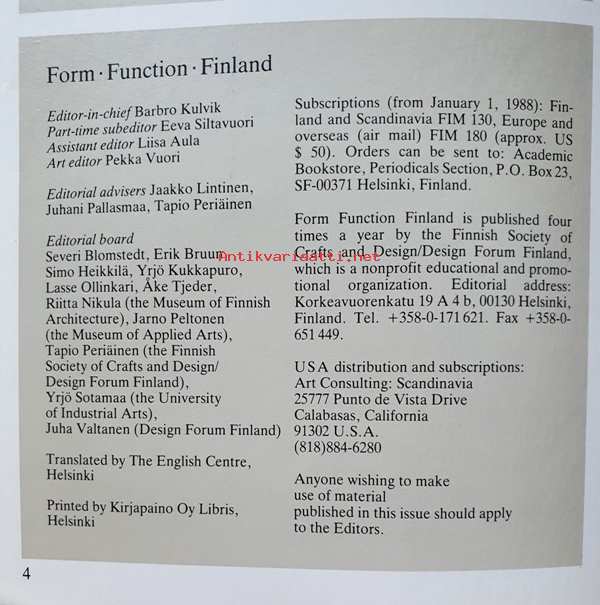 Form · Function · Finland
Editor-in-chief Barbro Kulvik
Part-time subeditor Eeva Siltavuori
Assistant editor Liisa Aula
Art editor Pekka Vuori
Editorial advisers Jaakko Lintinen,
Juhani Pallasmaa, Tapio Periäinen
Editorial board
Severi Blomstedt, Erik Bruun,
Simo Heikkilä, Yrjö Kukkapuro,
Lasse Ollinkari, Åke Tjeder,
Riitta Nikula (the Museum of Finnish
Architecture), Jarno Peltonen
(the Museum of Applied Arts),
Tapio Periäinen (the Finnish
Society of Crafts and Design/
Design Forum Finland),
Yrjö Sotamaa (the University
of Industrial Arts),
Juha Valtanen (Design Forum Finland)
Translated by The English Centre,
Helsinki
Printed by Kirjapaino Oy Libris,
Helsinki
Subscriptions (from January 1, 1988): Fin-
land and Scandinavia FIM 130, Europe and
overseas (air mail) FIM 180 (approx. US
$ 50). Orders can be sent to: Academic
Bookstore, Periodicals Section, P.O. Box 23,
SF-00371 Helsinki, Finland.
Form Function Finland is published four
times a year by the Finnish Society of
Crafts and Design/Design Forum Finland,
which is a nonprofit educational and promo-
tional organization. Editorial address:
Korkeavuorenkatu 19 A 4 b, 00130 Helsinki,
Finland. Tel. +358-0-171 621. Fax +358-0-
651 449.
USA distribution and subscriptions:
Art Consulting: Scandinavia
25777 Punto de Vista Drive
Calabasas, California
91302 U.S.A.
(818)884-6280
Anyone wishing to make
use of material
published in this issue should apply
to the Editors.
Antikvariaatti.net
4